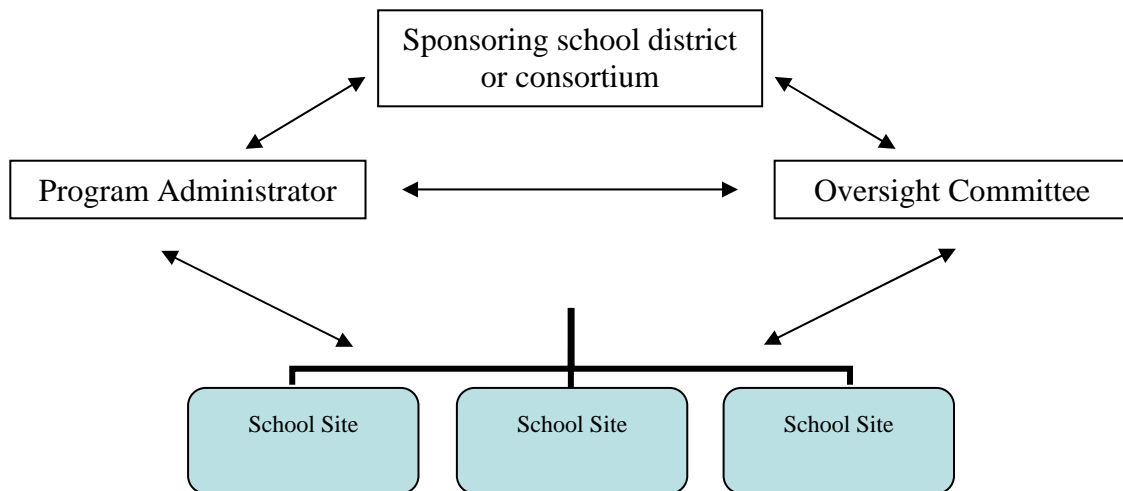 Sponsoring school district
or consortium
Program Administrator
Oversight Committee
School Site
School Site
School Site